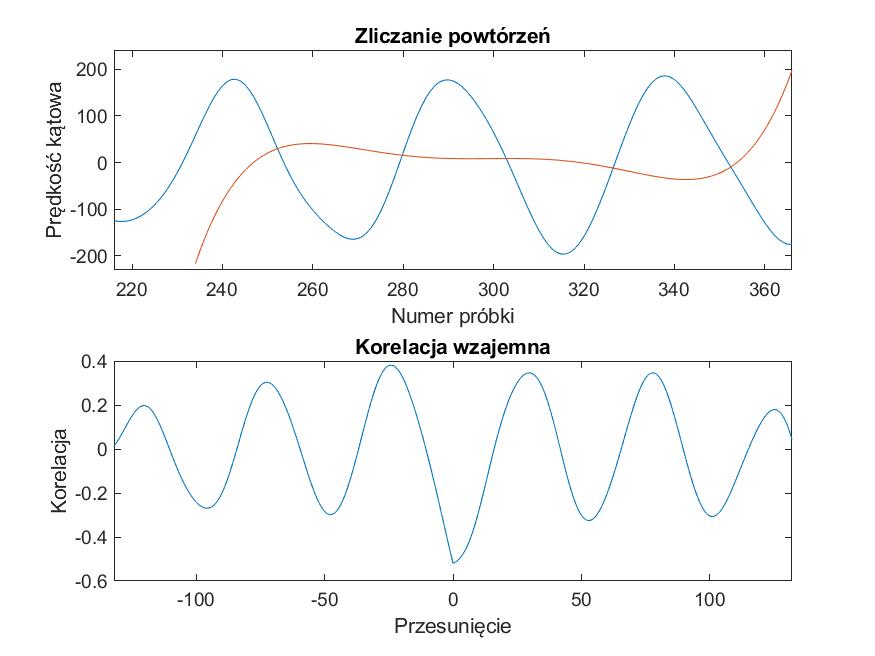 Zliczanie powtórzeń
Prędkość kątowa
200
100
0
-100
-200
220 240 260 280 300 320 340 360
Numer próbki
Korelacja wzajemna
Korelacja
0.4
0.2
0
-0.2
-0.4
-0.6
-100 -50 0 50 100
Przesunięcie